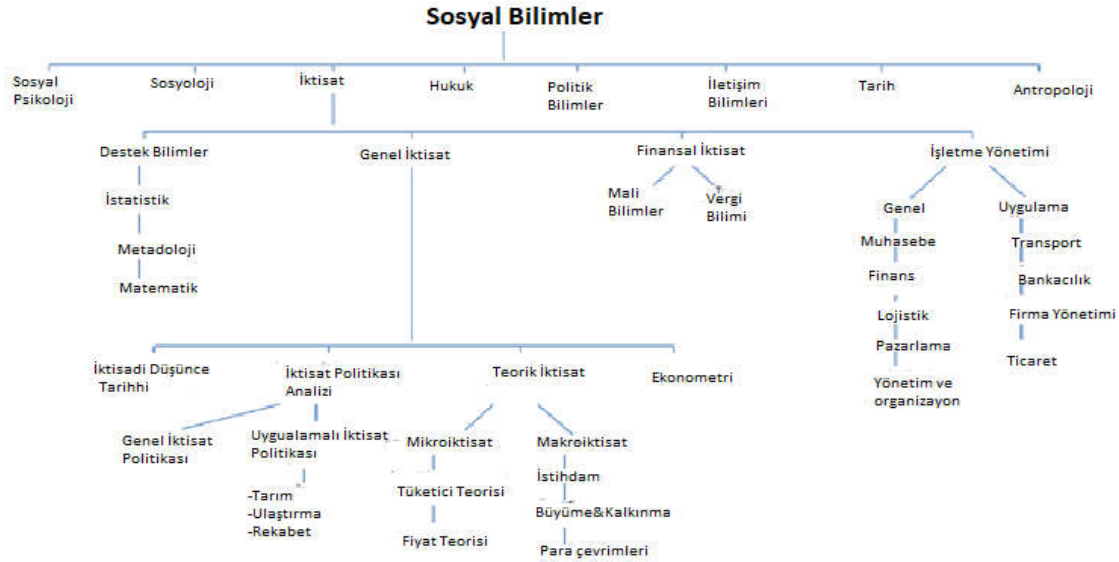 Sosyal Bilimler
Sosyal
Psikoloji
Sosyoloji
İktisat
Hukuk
Politik
Bilimler
İletişim
Bilimleri
Tarih
Antropoloji
Destek Bilimler
Genel İktisat
Finansal İktisat
İşletme Yönetimi
İstatistik
Metadoloji
Matematik
Mali
Bilimler
Vergi
Bilimi
Genel
Muhasebe
Finans
Lojistik
Pazarlama
Yönetim ve
organizayon
Uygulama
Transport
Bankacılık
Firma Yönetimi
Ticaret
İktisadi Düşünce
Tarihhi
İktisat Politikası
Analizi
Teorik İktisat
Ekonometri
Genel İktisat
Politikası
Uygualamalı İktisat
Politikası
-Tarım
-Ulaştırma
-Rekabet
Mikroiktisat
Tüketici Teorisi
Fiyat Teorisi
Makroiktisat
İstihdam
Büyüme&Kalkınma
Para çevrimleri